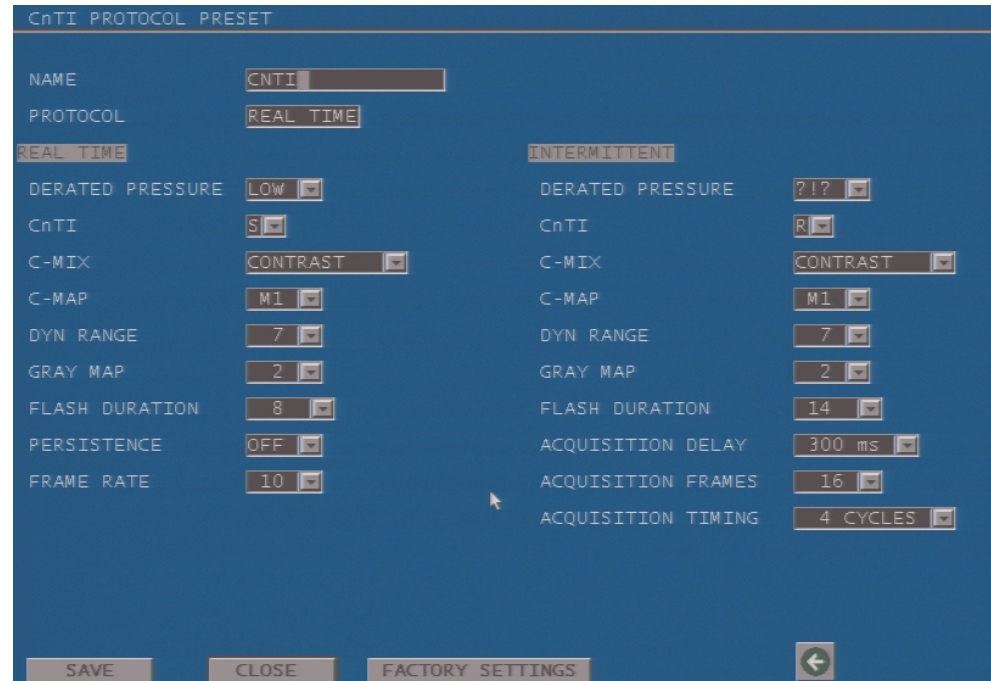 CnTI PROTOCOL PRESET
NAME CNTI
PROTOCOL REAL TIME
REAL TIME INTERMITTENT
DERATED PRESSURE LOW DERATED PRESSURE ?!?
CnTI S CnTI R
C-MIX CONTRAST C-MIX CONTRAST
C-MAP M1 C-MAP M1
DYN RANGE 7 DYN RANGE 7
GRAY MAP 2 GRAY MAP 2
FLASH DURATION 8 FLASH DURATION 14
PERSISTENCE OFF ACQUISITION DELAY 300 ms
FRAME RATE 10 ACQUISITION FRAMES 16
ACQUISITION TIMING 4 CYCLES
SAVE CLOSE FACTORY SETTINGS